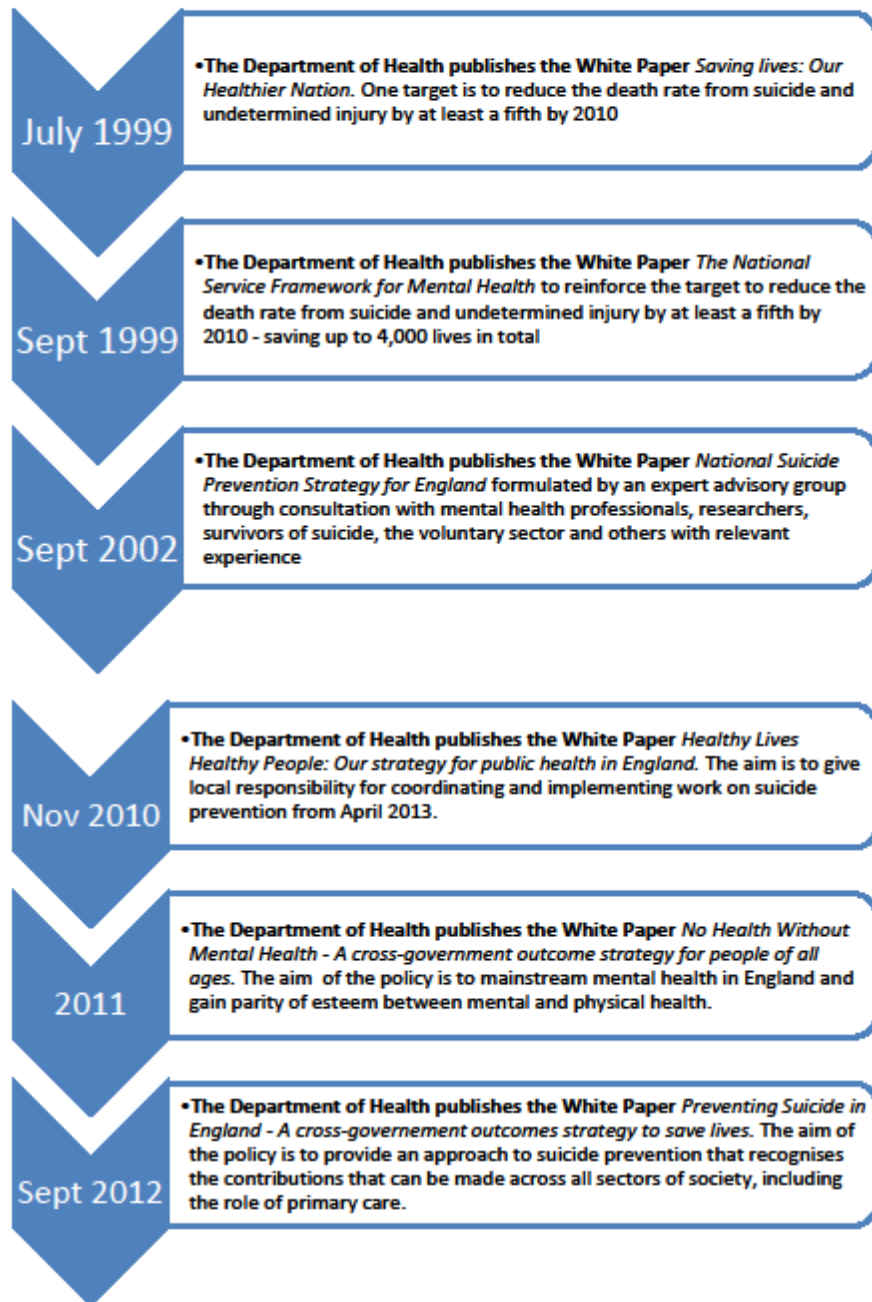 July 1999
•The Department of Health publishes the White Paper Saving lives: Our
Healthier Nation. One target is to reduce the death rate from suicide and
undetermined injury by at least a fifth by 2010
Sept 1999
•The Department of Health publishes the White Paper The National
Service Framework for Mental Health to reinforce the target to reduce the
death rate from suicide and undetermined injury by at least a fifth by
2010 - saving up to 4,000 lives in total
Sept 2002
•The Department of Health publishes the White Paper National Suicide
Prevention Strategy for England formulated by an expert advisory group
through consultation with mental health professionals, researchers,
survivors of suicide, the voluntary sector and others with relevant
experience
Nov 2010
•The Department of Health publishes the White Paper Healthy Lives
Healthy People: Our strategy for public health in England. The aim is to give
local responsibility for coordinating and implementing work on suicide
prevention from April 2013.
2011
•The Department of Health publishes the White Paper No Health Without
Mental Health - A cross-government outcome strategy for people of all
ages. The aim  of the policy is to mainstream mental health in England and
gain parity of esteem between mental and physical health.
Sept 2012
•The Department of Health publishes the White Paper Preventing Suicide in
England - A cross-governement outcomes strategy to save lives. The aim of
the policy is to provide an approach to suicide prevention that recognises
the contributions that can be made across all sectors of society, including
the role of primary care.